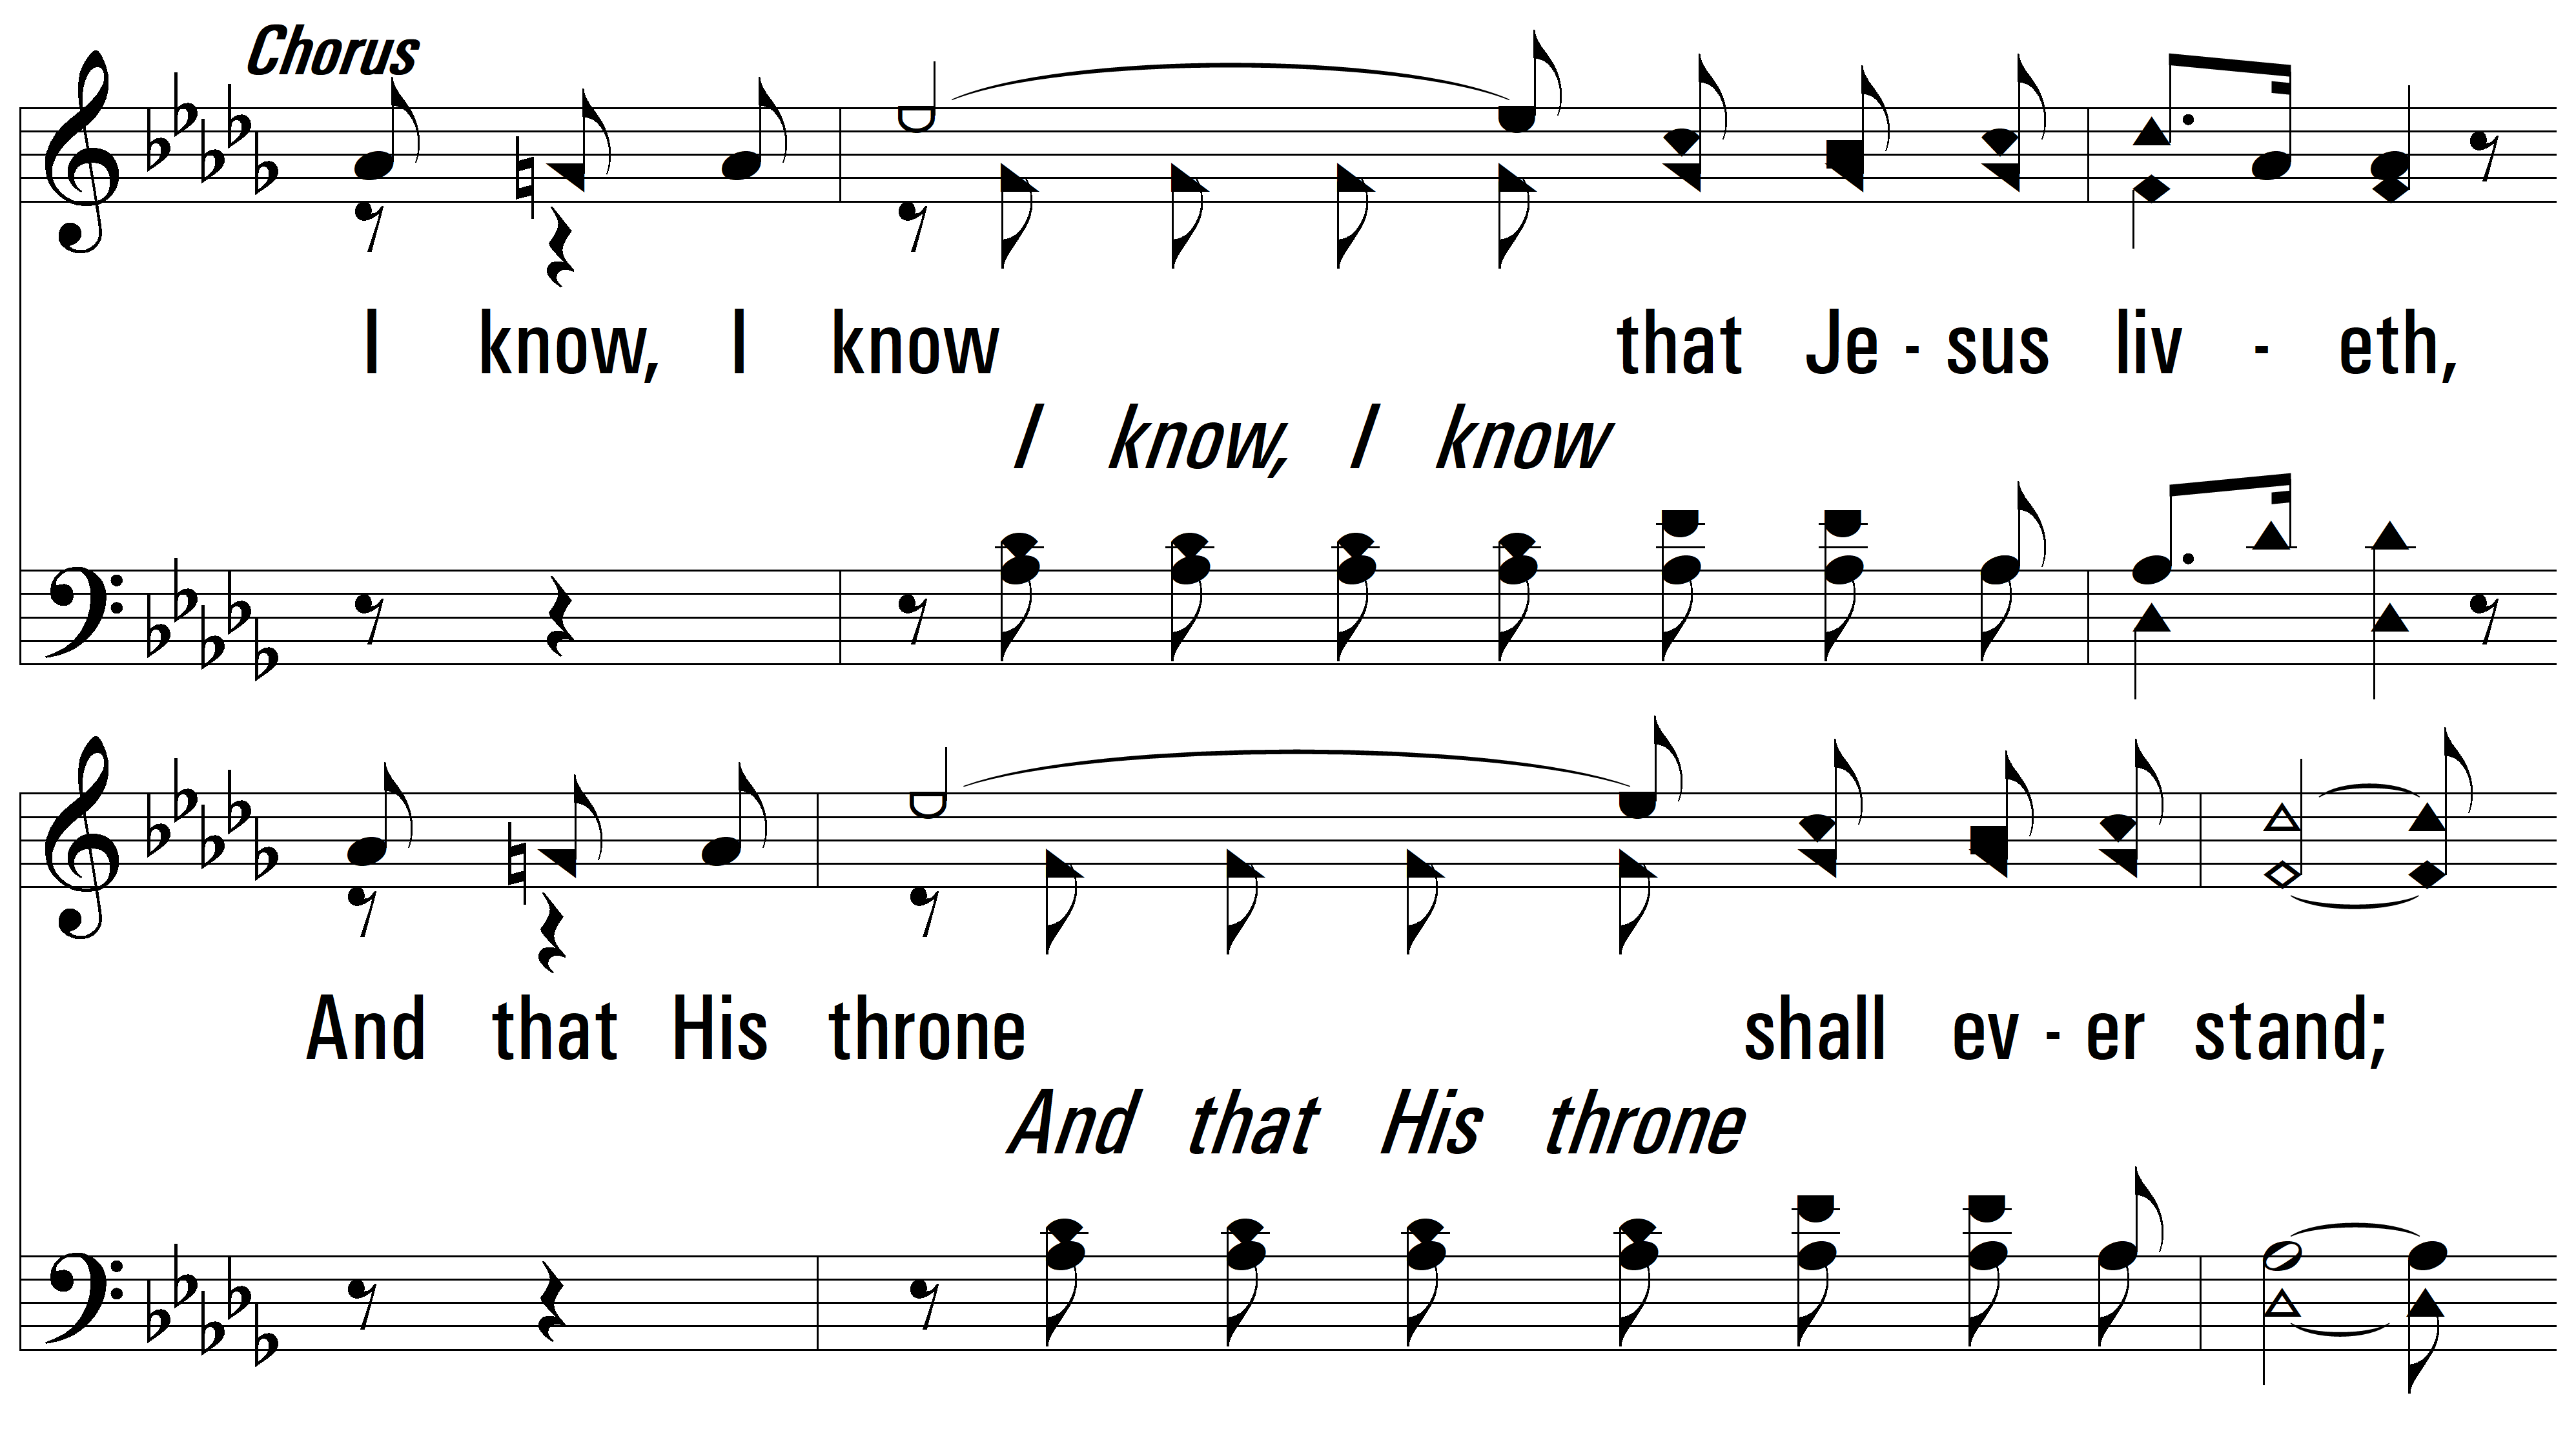 Chorus
I know, I know that Je - sus liv - eth,
I know, I know
And that His throne shall ev - er stand;
And that His throne